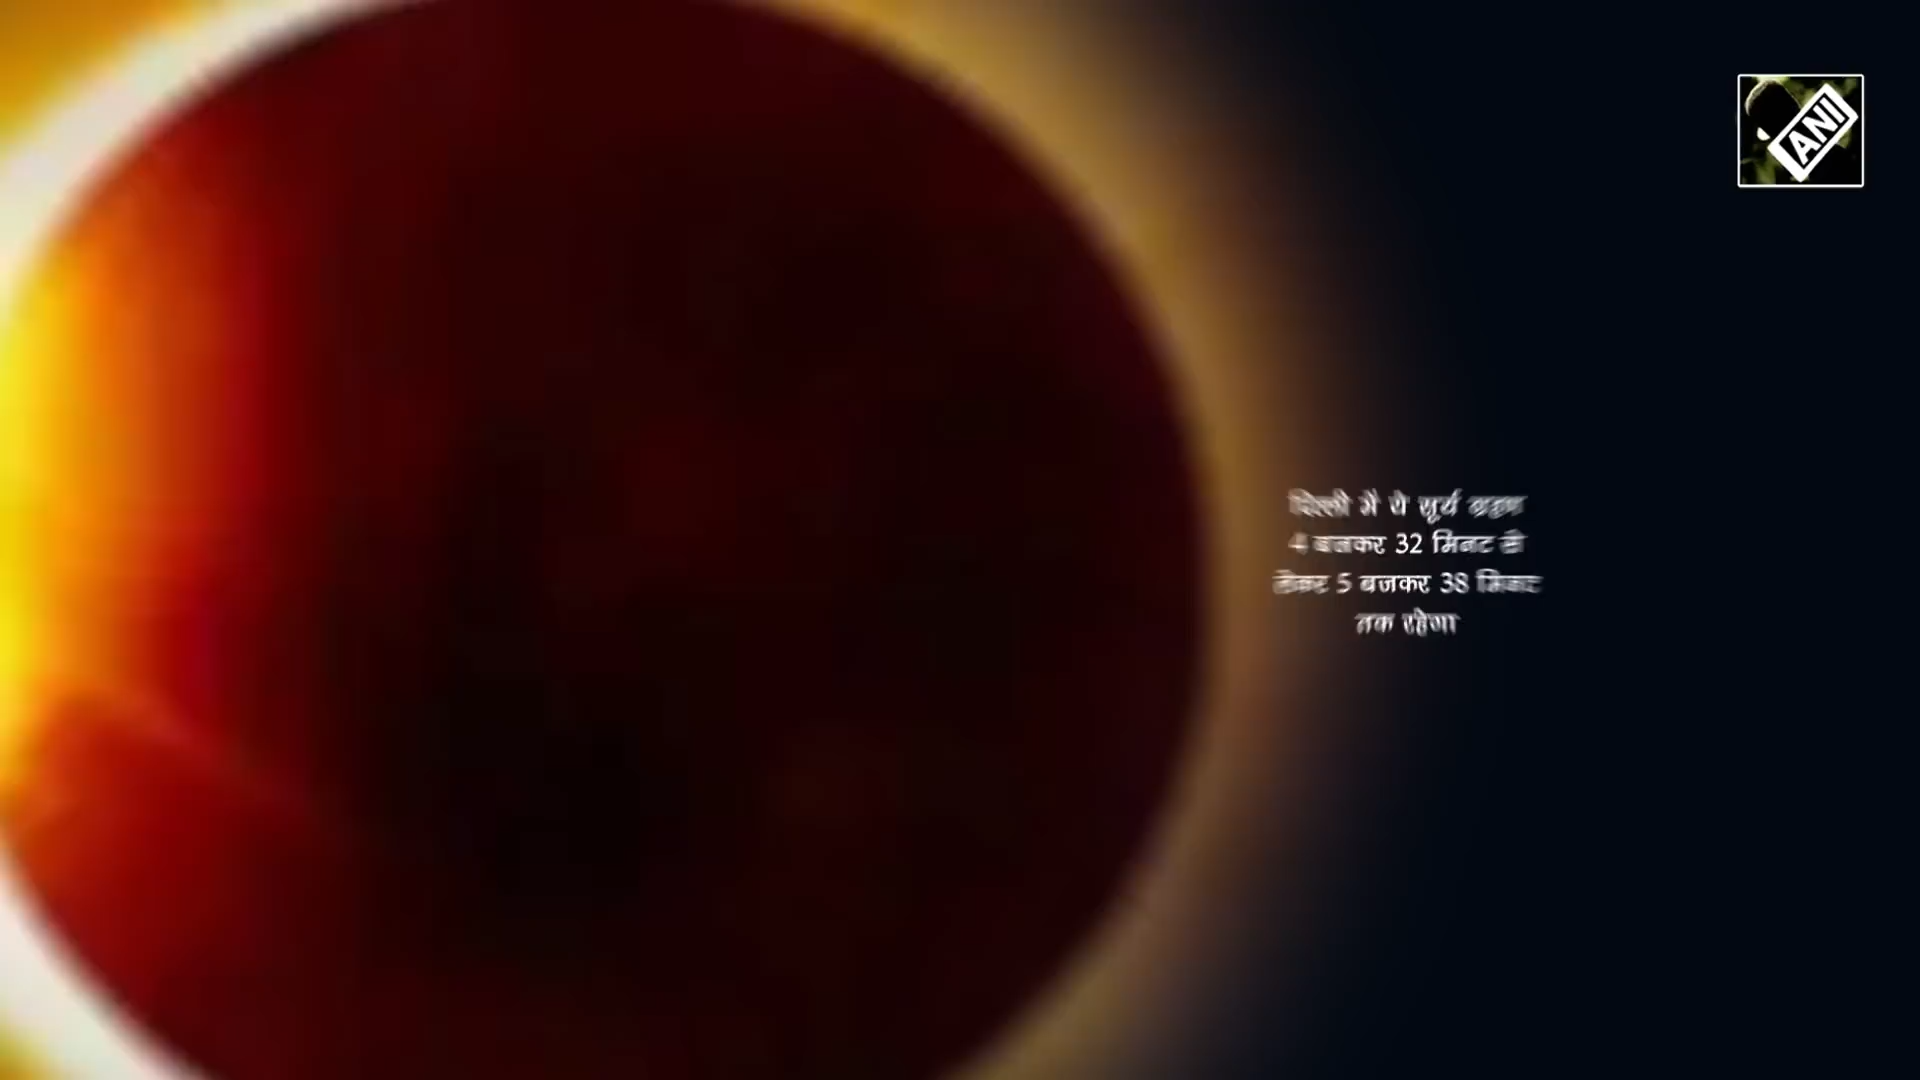 ANI
दिल्ली में ये सूर्य ग्रहण
4 बजकर 32 मिनट से
लेकर 5 बजकर 38 मिनट
तक रहेगा